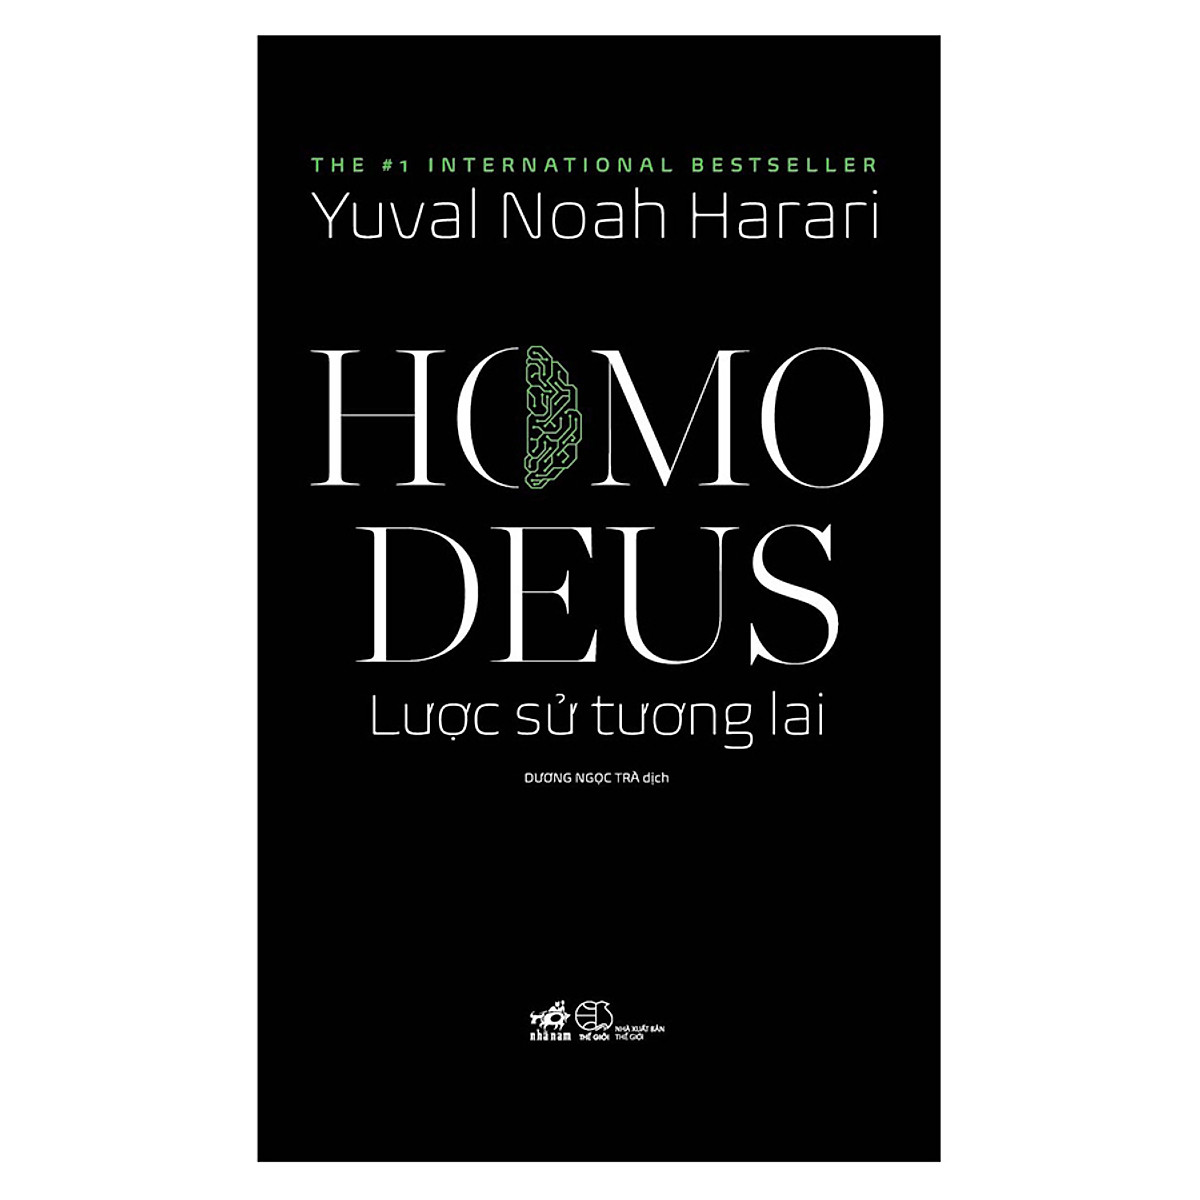 THE #1 INTERNATIONAL BESTSELLER
Yuval Noah Harari
HOMO
DEUS
Lược sử tương lai
DƯƠNG NGỌC TRÀ dịch
nhã nam
THẾ GIỚI
NHÀ XUẤT BẢN
THẾ GIỚI